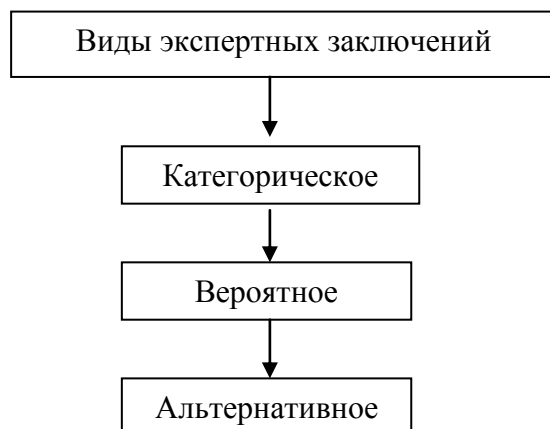 Виды экспертных заключений
Категорическое
Вероятное
Альтернативное